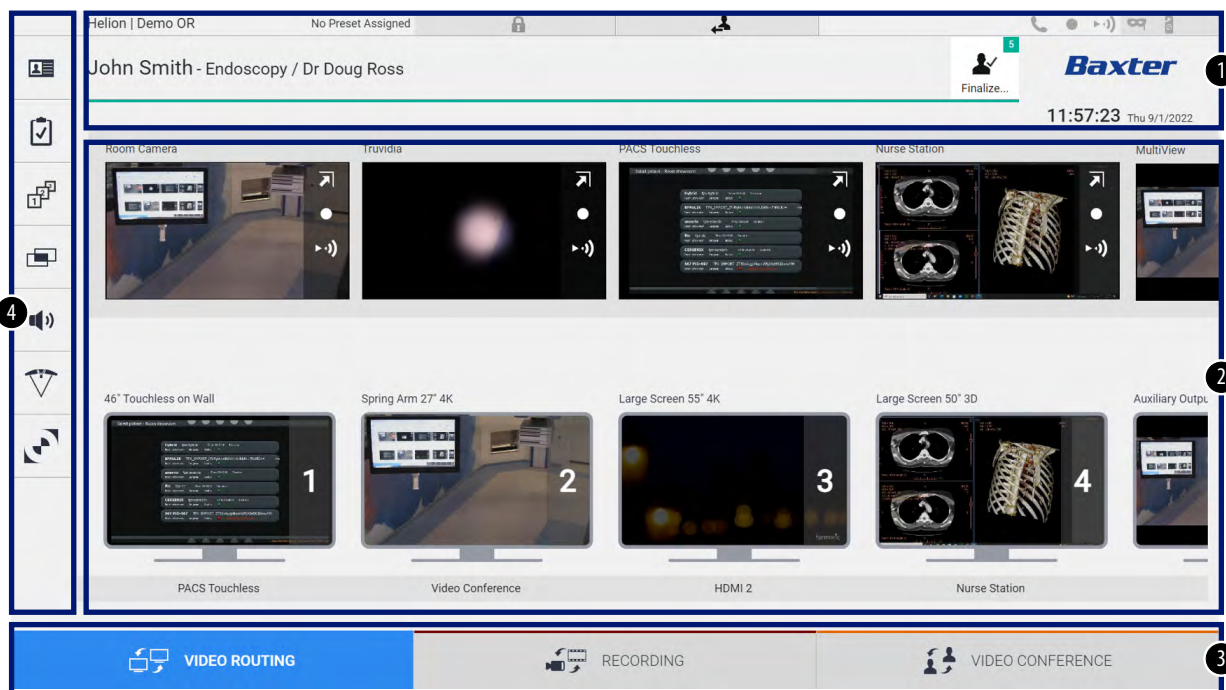 Helion | Demo OR No Preset Assigned
5
John Smith - Endoscopy / Dr Doug Ross
Finalize...
Baxter
1
11:57:23 Thu 9/1/2022
Room Camera Truvidia PACS Touchless Nurse Station MultiView
4
2
46" Touchless on Wall Spring Arm 27" 4K Large Screen 55" 4K Large Screen 50" 3D Auxiliary Outpu
1 2 3 4
PACS Touchless Video Conference HDMI 2 Nurse Station
VIDEO ROUTING RECORDING VIDEO CONFERENCE
3